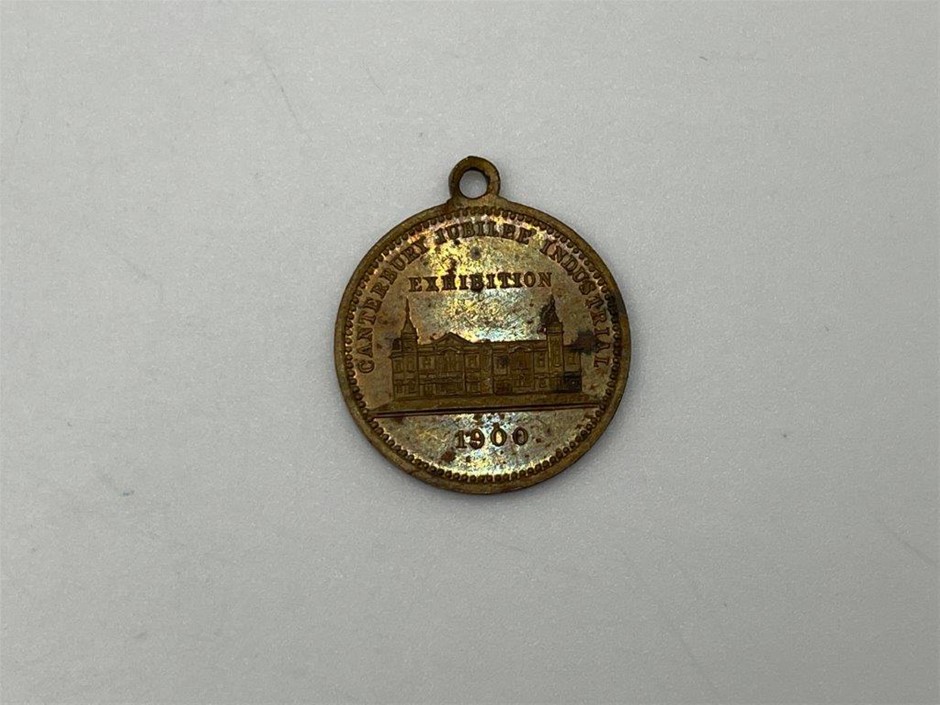 CANTERBURY JUBILEE INDUSTRIAL
EXHIBITION
1900.